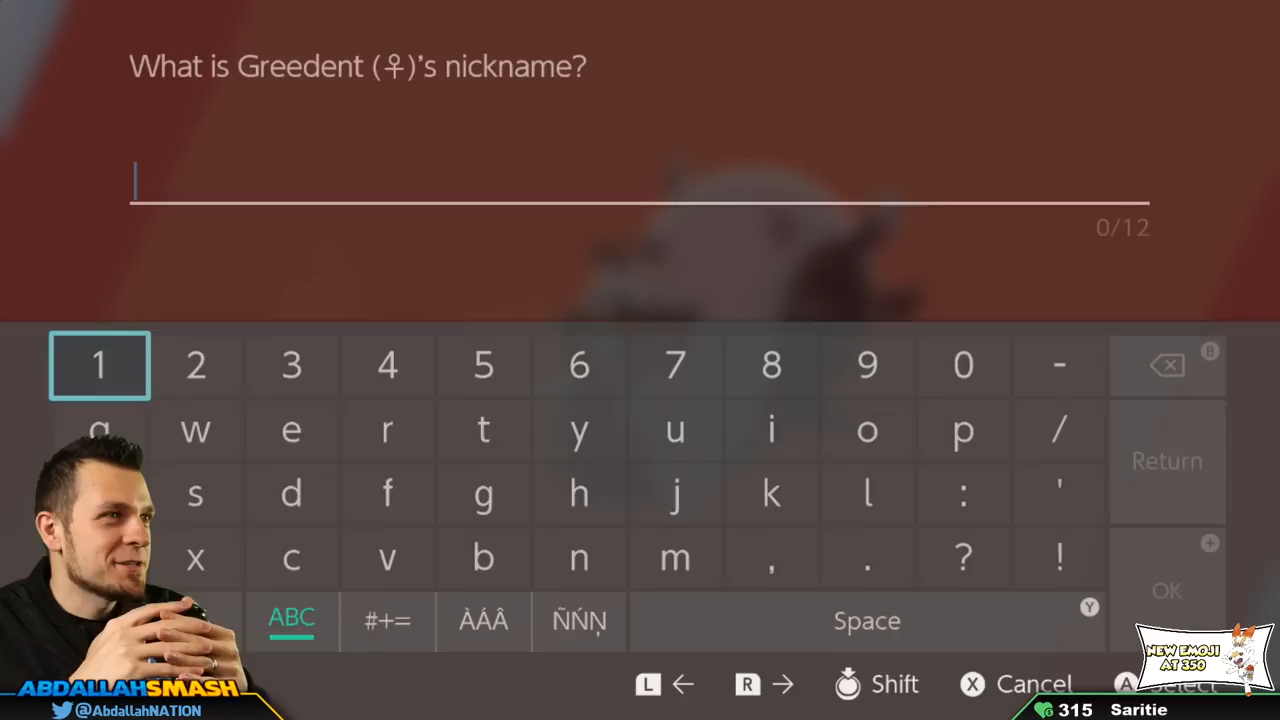 What is Greedent (♀)'s nickname?
0/12
1 2 3 4 5 6 7 8 9 0 -
q w e r t y u i o p /
Return
s d f g h j k l : '
x c v b n m , . ? !
OK
ABC #+= ÀÁÂ ÑŃŅ Space
L ← R → Shift X Cancel A Select
B
+
Y
NEW EMOJI
AT 350
ABDALLAHSMASH
@AbdallahNATION
315 Saritie